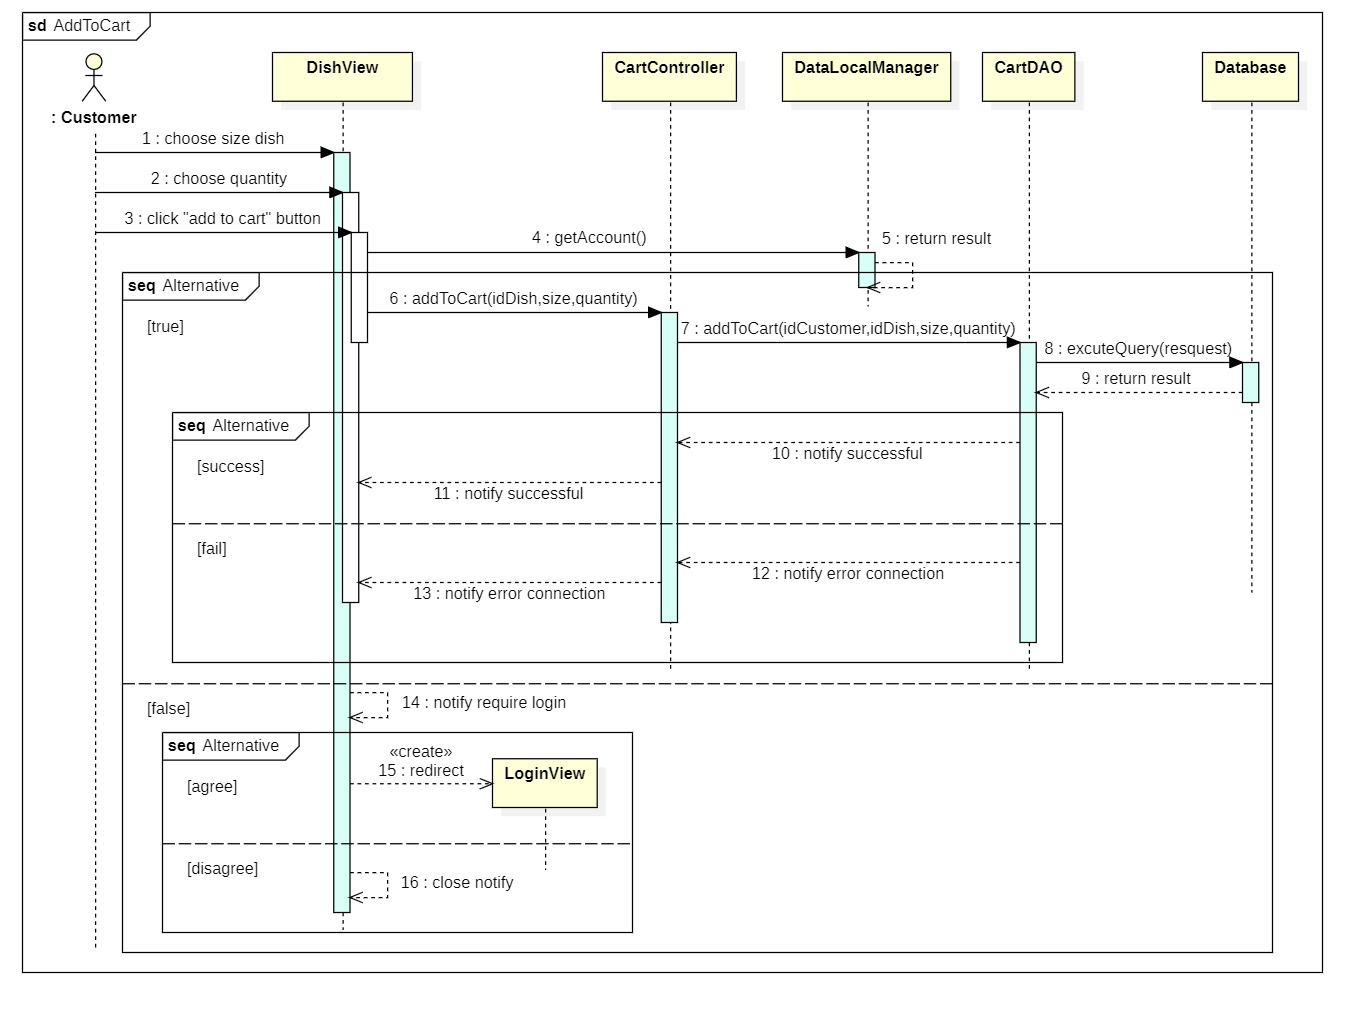 sd AddToCart
: Customer
DishView
CartController
DataLocalManager
CartDAO
Database
1 : choose size dish
2 : choose quantity
3 : click "add to cart" button
4 : getAccount()
5 : return result
seq Alternative
[true]
6 : addToCart(idDish,size,quantity)
7 : addToCart(idCustomer,idDish,size,quantity)
8 : excuteQuery(resquest)
9 : return result
seq Alternative
[success]
10 : notify successful
11 : notify successful
[fail]
12 : notify error connection
13 : notify error connection
[false]
14 : notify require login
seq Alternative
[agree]
«create»
15 : redirect
LoginView
[disagree]
16 : close notify